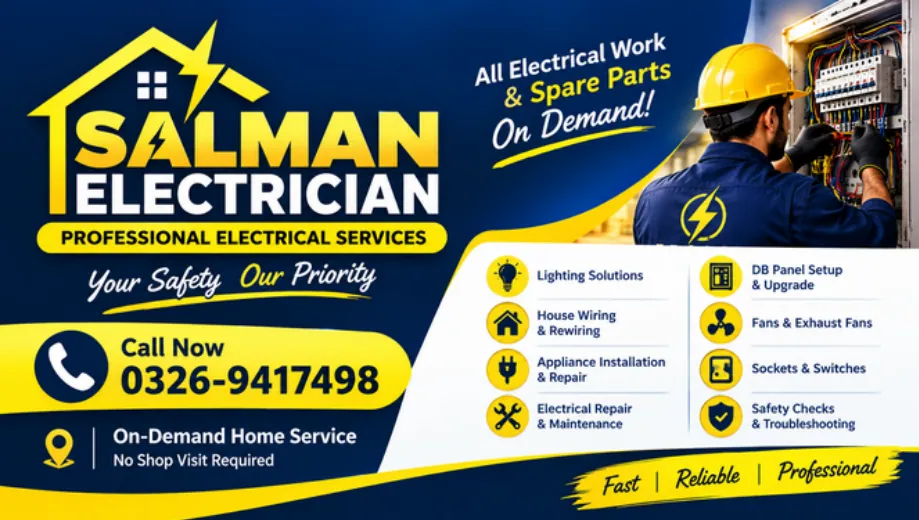 SALMAN
ELECTRICIAN
PROFESSIONAL ELECTRICAL SERVICES
Your Safety Our Priority
Call Now
0326-9417498
On-Demand Home Service
No Shop Visit Required
All Electrical Work
& Spare Parts
On Demand!
Lighting Solutions
House Wiring
& Rewiring
Appliance Installation
& Repair
Electrical Repair
& Maintenance
DB Panel Setup
& Upgrade
Fans & Exhaust Fans
Sockets & Switches
Safety Checks
& Troubleshooting
Fast | Reliable | Professional